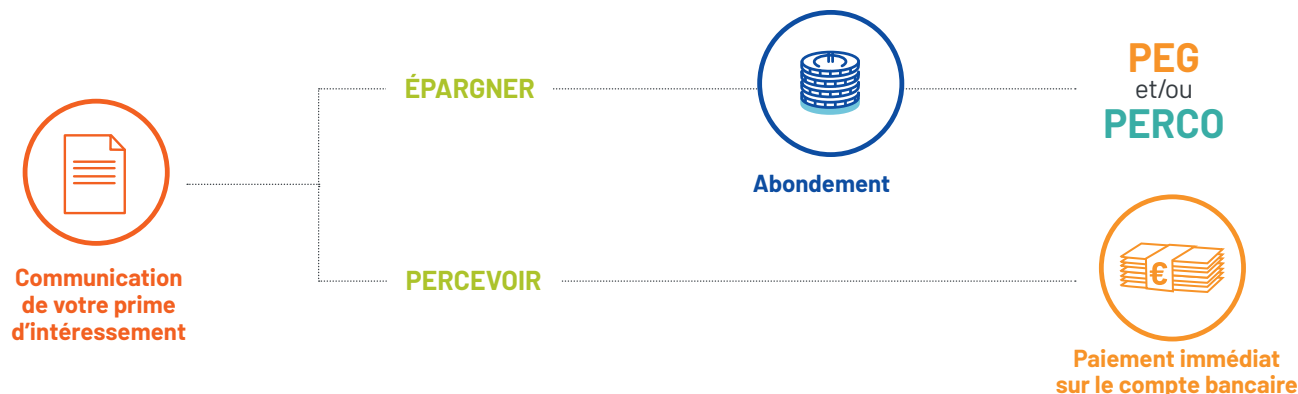 Communication
de votre prime
d’intéressement
ÉPARGNER
Abondement
PEG
et/ou
PERCO
PERCEVOIR
€
Paiement immédiat
sur le compte bancaire